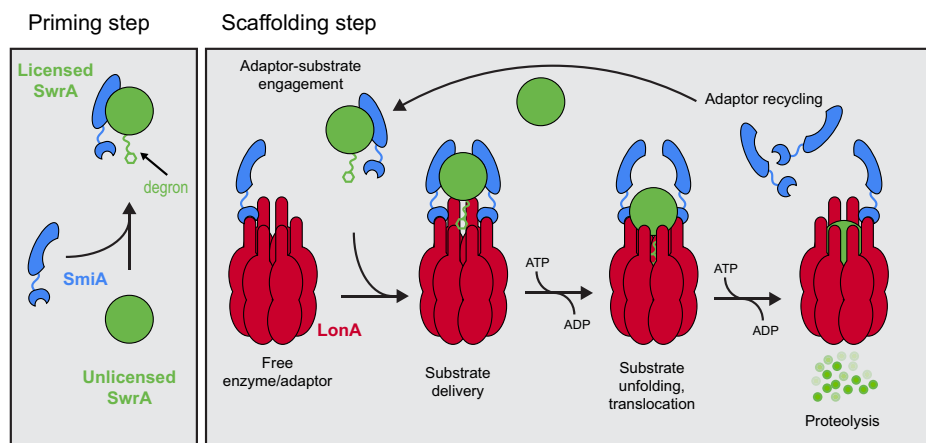 Priming step
Scaffolding step
Licensed
SwrA
degron
SmiA
Unlicensed
SwrA
Adaptor-substrate
engagement
Adaptor recycling
LonA
ATP
ADP
ATP
ADP
Free
enzyme/adaptor
Substrate
delivery
Substrate
unfolding,
translocation
Proteolysis